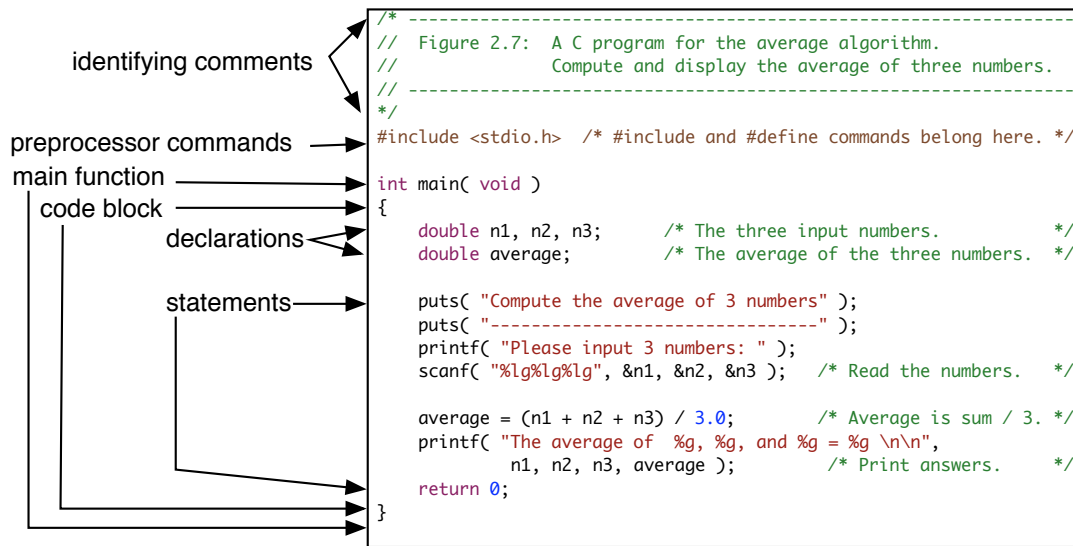 identifying comments
preprocessor commands
main function
code block
declarations
statements
/* ----------------------------------------------------------------
//  Figure 2.7:  A C program for the average algorithm.
//               Compute and display the average of three numbers.
// ----------------------------------------------------------------
*/
#include <stdio.h>  /* #include and #define commands belong here. */
int main( void )
{
    double n1, n2, n3;      /* The three input numbers.           */
    double average;         /* The average of the three numbers.  */
    puts( "Compute the average of 3 numbers" );
    puts( "--------------------------------" );
    printf( "Please input 3 numbers: " );
    scanf( "%lg%lg%lg", &n1, &n2, &n3 );   /* Read the numbers.   */
    average = (n1 + n2 + n3) / 3.0;        /* Average is sum / 3. */
    printf( "The average of  %g, %g, and %g = %g \n\n",
             n1, n2, n3, average );         /* Print answers.     */
    return 0;
}